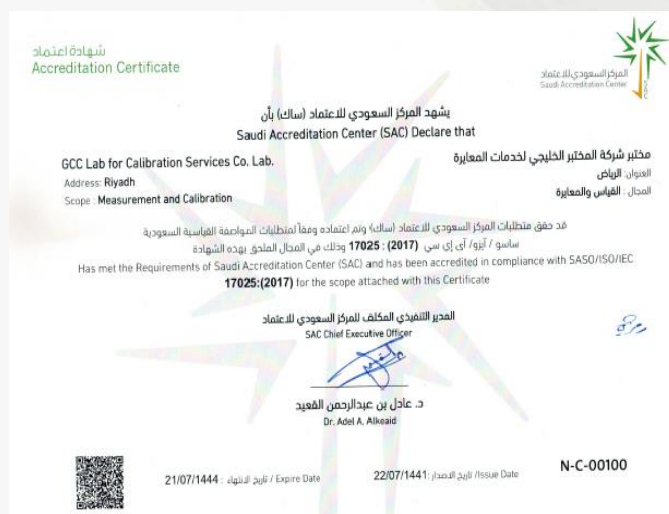 شهادة اعتماد
Accreditation Certificate
المركز السعودي للاعتماد
Saudi Accreditation Center
يشهد المركز السعودي للاعتماد (ساك) بأن
Saudi Accreditation Center (SAC) Declare that
GCC Lab for Calibration Services Co. Lab.
مختبر شركة المختبر الخليجي لخدمات المعايرة
Address: Riyadh
العنوان: الرياض
Scope : Measurement and Calibration
المجال : القياس والمعايرة
قد حقق متطلبات المركز السعودي للاعتماد (ساك) وتم اعتماده وفقاً لمتطلبات المواصفة القياسية السعودية
ساسو / آيزو/ آى إى سي (2017) : 17025 وذلك في المجال الملحق بهذه الشهادة
Has met the Requirements of Saudi Accreditation Center (SAC) and has been accredited in compliance with SASO/ISO/IEC
17025:(2017) for the scope attached with this Certificate
المدير التنفيذي المكلف للمركز السعودي للاعتماد
SAC Chief Executive Officer
د. عادل بن عبدالرحمن القعيد
Dr. Adel A. Alkeaid
21/07/1444 : تاريخ الانتهاء / Expire Date
22/07/1441 : تاريخ الاصدار / Issue Date
N-C-00100